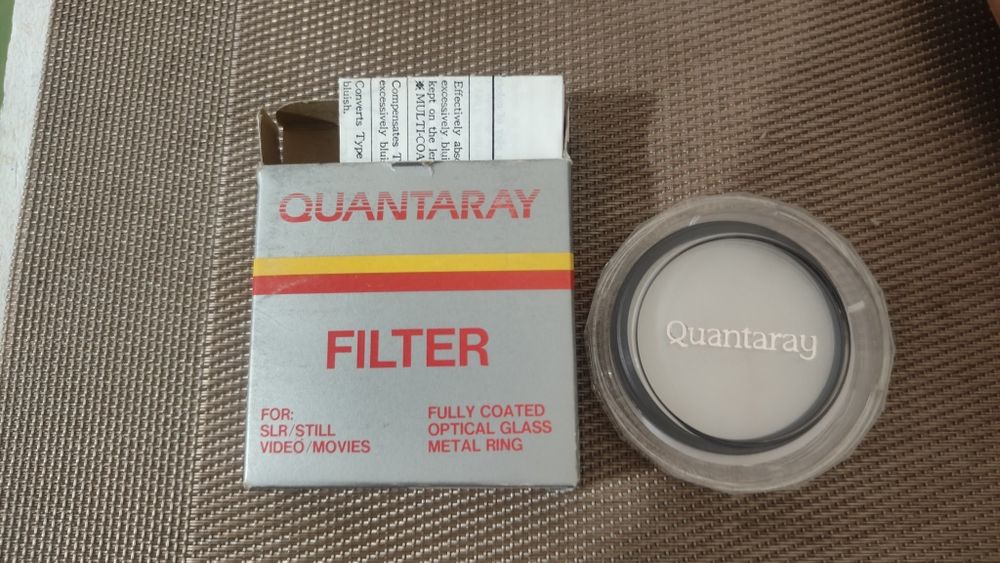 Effectively abs
excessively blui
kept on the le
※ MULTI-COA
Compensates T
excessively blui
Converts Type
bluish.
QUANTARAY
FILTER
FOR:
SLR/STILL
VIDEO/MOVIES
FULLY COATED
OPTICAL GLASS
METAL RING
Quantaray